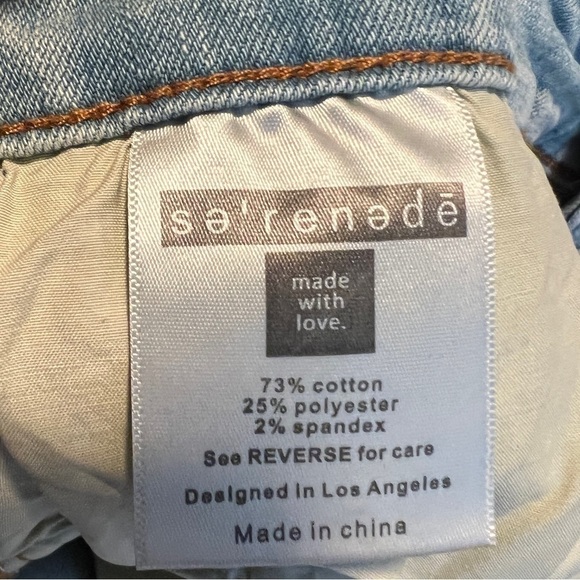 sə'renədē
made
with
love.
73% cotton
25% polyester
2% spandex
See REVERSE for care
Designed in Los Angeles
Made in china